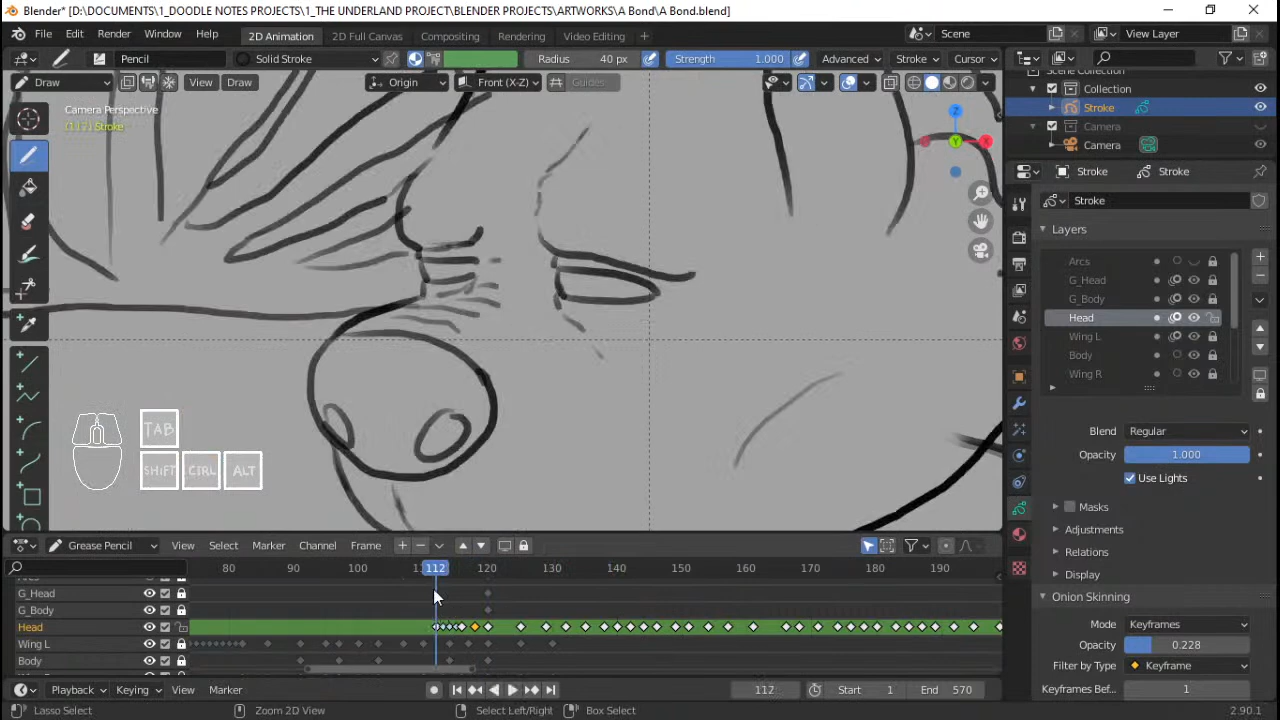 Blender* [D:\DOCUMENTS\1_DOODLE NOTES PROJECTS\1_THE UNDERLAND PROJECT\BLENDER PROJECTS\ARTWORKS\A Bond\A Bond.blend]
File Edit Render Window Help 2D Animation 2D Full Canvas Compositing Rendering Video Editing + Scene View Layer
Pencil Solid Stroke Radius 40 px Strength 1.000 Advanced Stroke Cursor
Draw View Draw Origin Front (X-Z) Guides
Camera Perspective
(112) Stroke
Z
X
Y
Scene Collection
Collection
Stroke
Camera
Camera
Stroke Stroke
Stroke
Layers
Arcs
G_Head
G_Body
Head
Wing L
Body
Wing R
Blend Regular
Opacity 1.000
Use Lights
Masks
Adjustments
Relations
Display
Onion Skinning
Mode Keyframes
Opacity 0.228
Filter by Type Keyframe
Keyframes Bef... 1
TAB
SHIFT CTRL ALT
Grease Pencil View Select Marker Channel Frame
80 90 100 112 120 130 140 150 160 170 180 190
G_Head
G_Body
Head
Wing L
Body
Playback Keying View Marker 112 Start 1 End 570
Lasso Select Zoom 2D View Select Left/Right Box Select 2.90.1